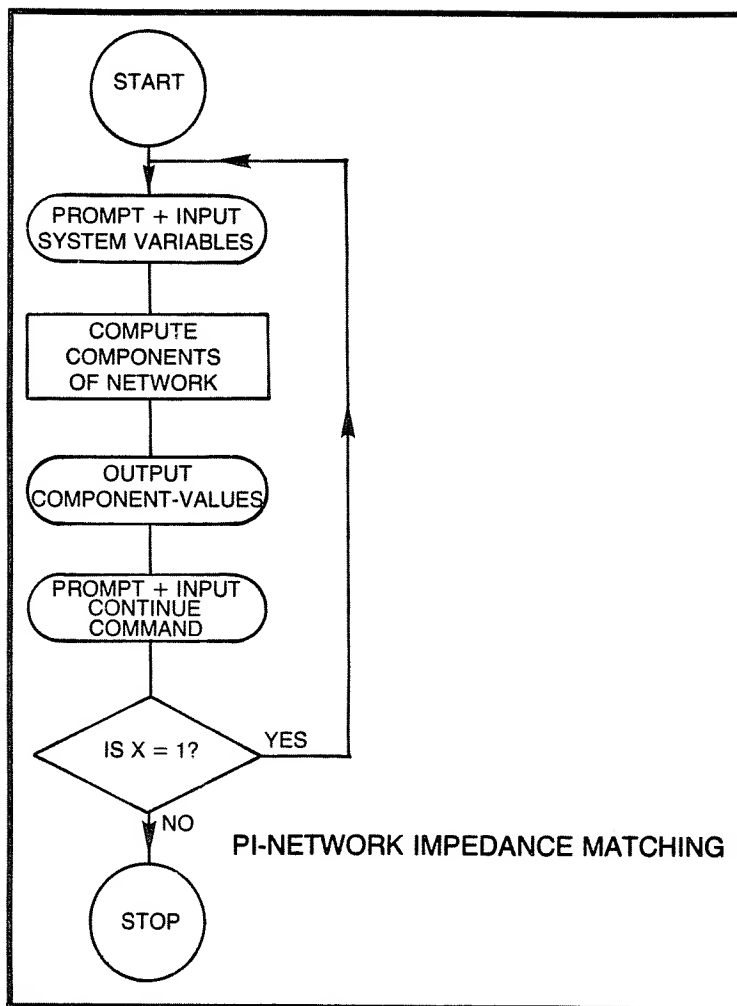 START
PROMPT + INPUT
SYSTEM VARIABLES
COMPUTE
COMPONENTS
OF NETWORK
OUTPUT
COMPONENT-VALUES
PROMPT + INPUT
CONTINUE
COMMAND
IS X = 1?
YES
NO
PI-NETWORK IMPEDANCE MATCHING
STOP